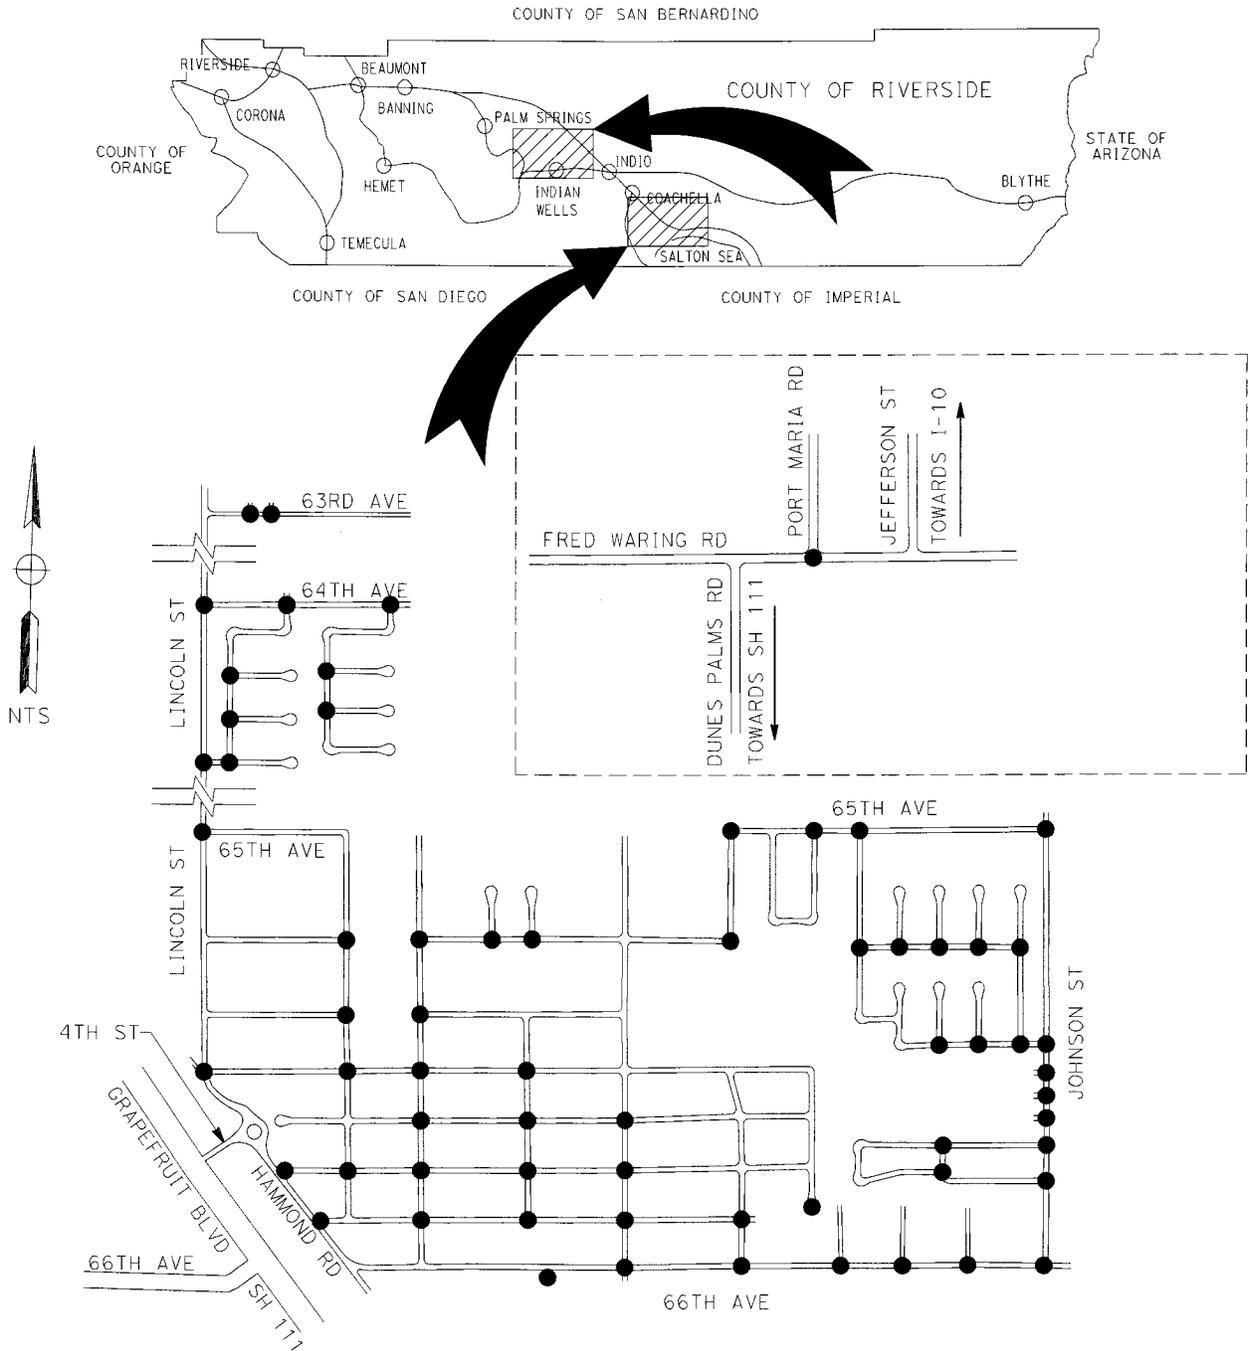 COUNTY OF SAN BERNARDINO
RIVERSIDE
BEAUMONT
COUNTY OF RIVERSIDE
BANNING
CORONA
PALM SPRINGS
STATE OF
ARIZONA
COUNTY OF
ORANGE
INDIO
HEMET
INDIAN
WELLS
COACHELLA
BLYTHE
TEMECULA
SALTON SEA
COUNTY OF SAN DIEGO
COUNTY OF IMPERIAL
PORT MARIA RD
JEFFERSON ST
TOWARDS I-10
63RD AVE
FRED WARING RD
64TH AVE
LINCOLN ST
DUNES PALMS RD
TOWARDS SH 111
NTS
65TH AVE
65TH AVE
LINCOLN ST
JOHNSON ST
4TH ST
GRAPEFRUIT BLVD
HAMMOND RD
66TH AVE
SH 111
66TH AVE